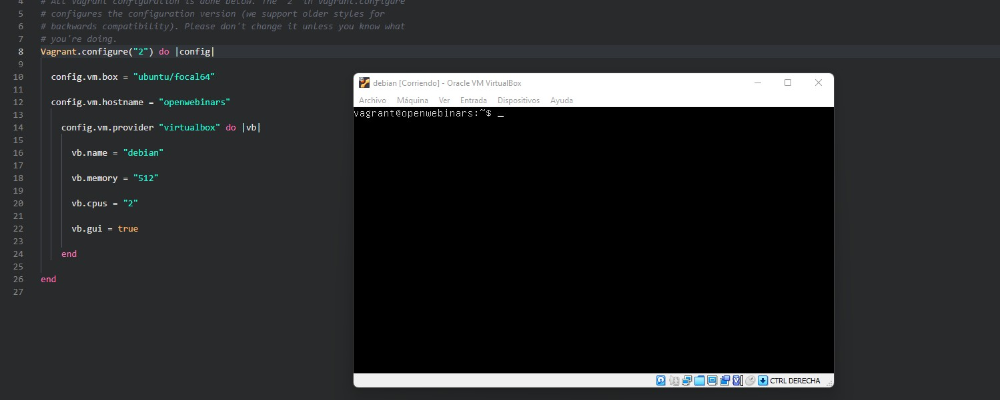 4 # All Vagrant configuration is done below. The "2" in Vagrant.configure
5 # configures the configuration version (we support older styles for
6 # backwards compatibility). Please don't change it unless you know what
7 # you're doing.
8 Vagrant.configure("2") do |config|
9
10 config.vm.box = "ubuntu/focal64"
11
12 config.vm.hostname = "openwebinars"
13
14 config.vm.provider "virtualbox" do |vb|
15
16 vb.name = "debian"
17
18 vb.memory = "512"
19
20 vb.cpus = "2"
21
22 vb.gui = true
23
24 end
25
26 end
27
debian [Corriendo] - Oracle VM VirtualBox
Archivo Máquina Ver Entrada Dispositivos Ayuda
vagrant@openwebinars:~$ _
CTRL DERECHA